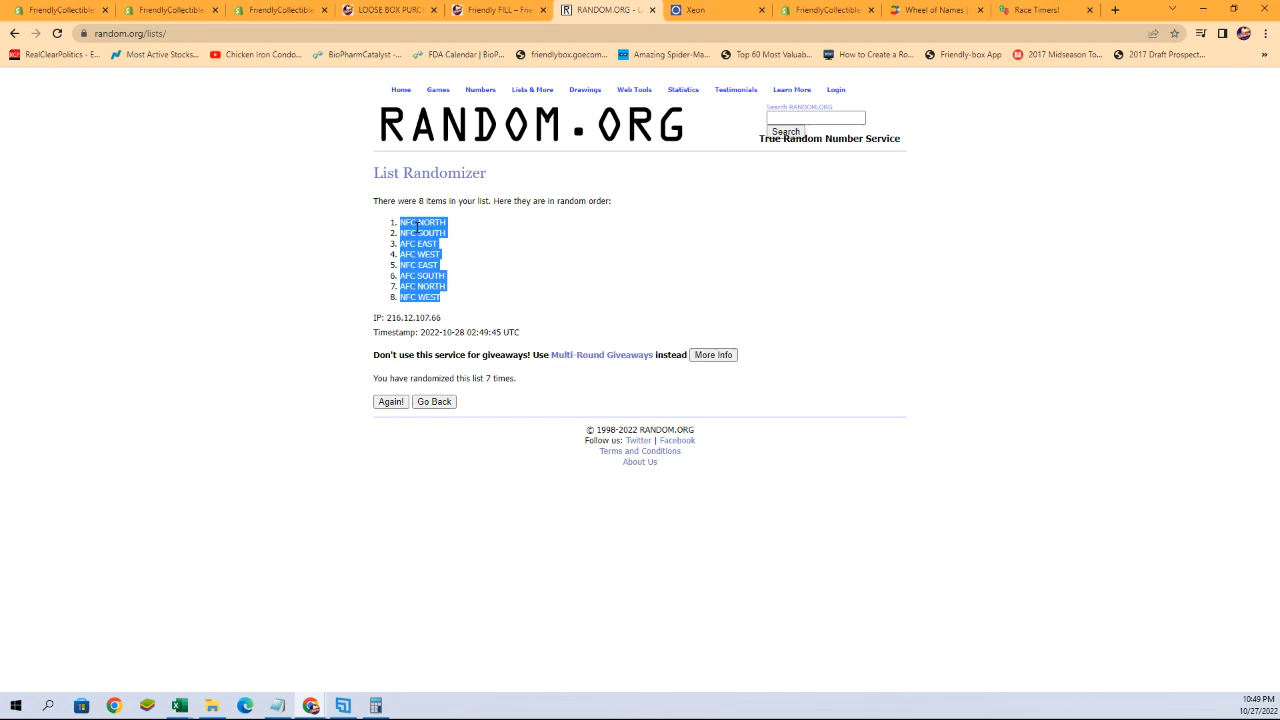 FriendlyCollectible
FriendlyCollectible
FriendlyCollectible
LOOSE BOX PURC
Friendly FILL – Frien
RANDOM.ORG - L
Xeon
FriendlyCollectible
Wheel of Names |
Race Timers!
random.org/lists/
RealClearPolitics - E...
Most Active Stocks...
Chicken Iron Condo...
BioPharmCatalyst -...
FDA Calendar | BioP...
friendlybox.goecom...
Amazing Spider-Ma...
Top 60 Most Valuab...
How to Create a Ro...
Friendly-box App
2017 Midseason To...
2017 Draft Prospect...
»
Home Games Numbers Lists & More Drawings Web Tools Statistics Testimonials Learn More Login
RANDOM.ORG
Search RANDOM.ORG
Search
True Random Number Service
List Randomizer
There were 8 items in your list. Here they are in random order:
1. NFC NORTH
2. NFC SOUTH
3. AFC EAST
4. AFC WEST
5. NFC EAST
6. AFC SOUTH
7. AFC NORTH
8. NFC WEST
IP: 216.12.107.66
Timestamp: 2022-10-28 02:49:45 UTC
Don't use this service for giveaways! Use Multi-Round Giveaways instead More Info
You have randomized this list 7 times.
Again! Go Back
© 1998-2022 RANDOM.ORG
Follow us: Twitter | Facebook
Terms and Conditions
About Us
10:49 PM
10/27/2022